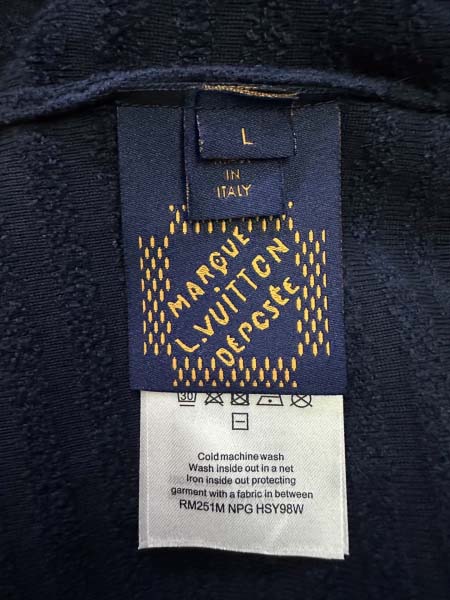 L
IN
ITALY
MARQUE
L.VUITTON
DÉPOSÉE
30
Cold machine wash
Wash inside out in a net
Iron inside out protecting
garment with a fabric in between
RM251M NPG HSY98W